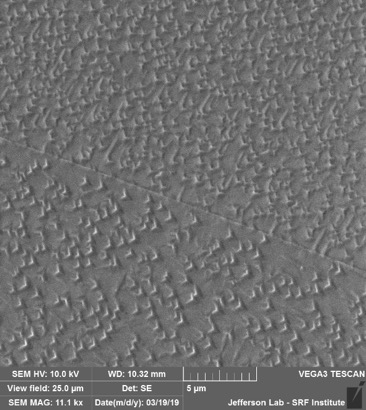 SEM HV: 10.0 kV WD: 10.32 mm VEGA3 TESCAN
View field: 25.0 µm Det: SE 5 µm
SEM MAG: 11.1 kx Date(m/d/y): 03/19/19 Jefferson Lab - SRF Institute